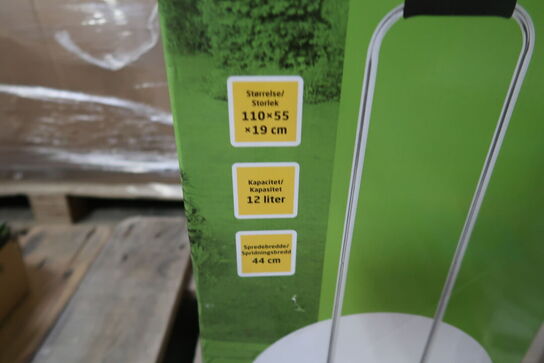 Størrelse/
Storlek
110×55
×19 cm
Kapacitet/
Kapasitet
12 liter
Spredebredde/
Spridningsbredd
44 cm